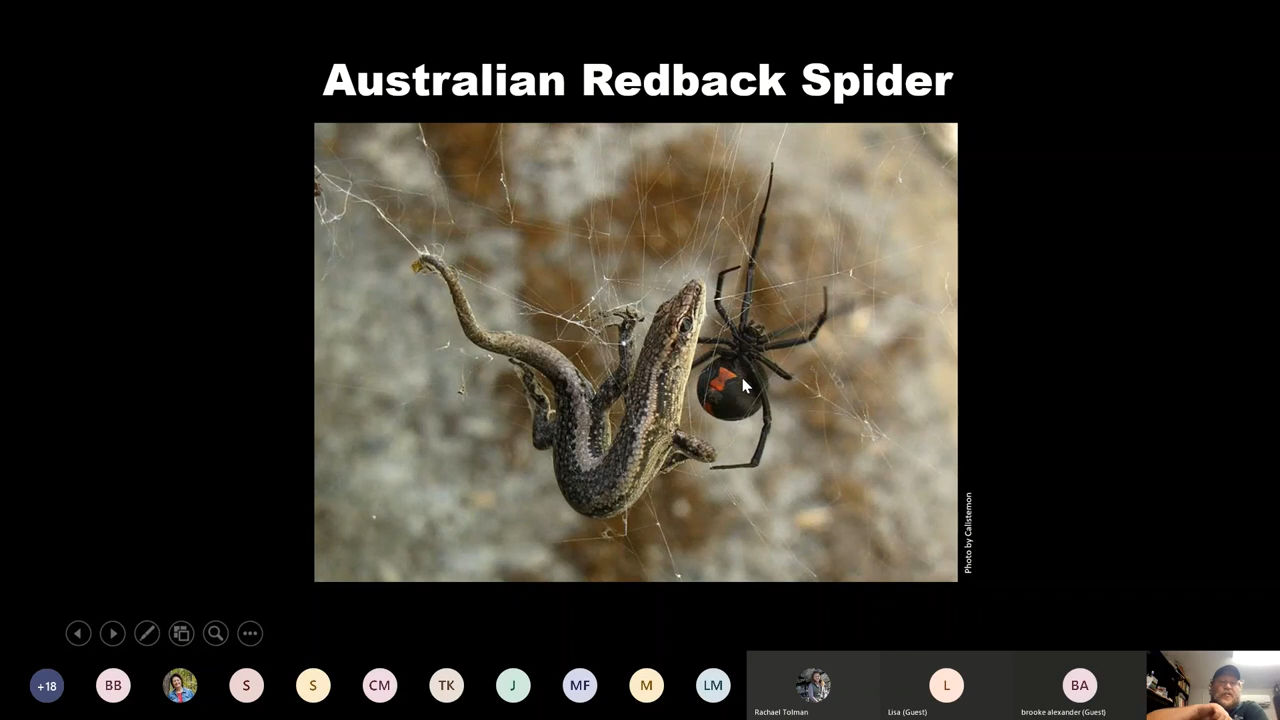 Australian Redback Spider
Photo by Calistemon
+18
BB
S
S
CM
TK
J
MF
M
LM
L
BA
Rachael Tolman
Lisa (Guest)
brooke alexander (Guest)